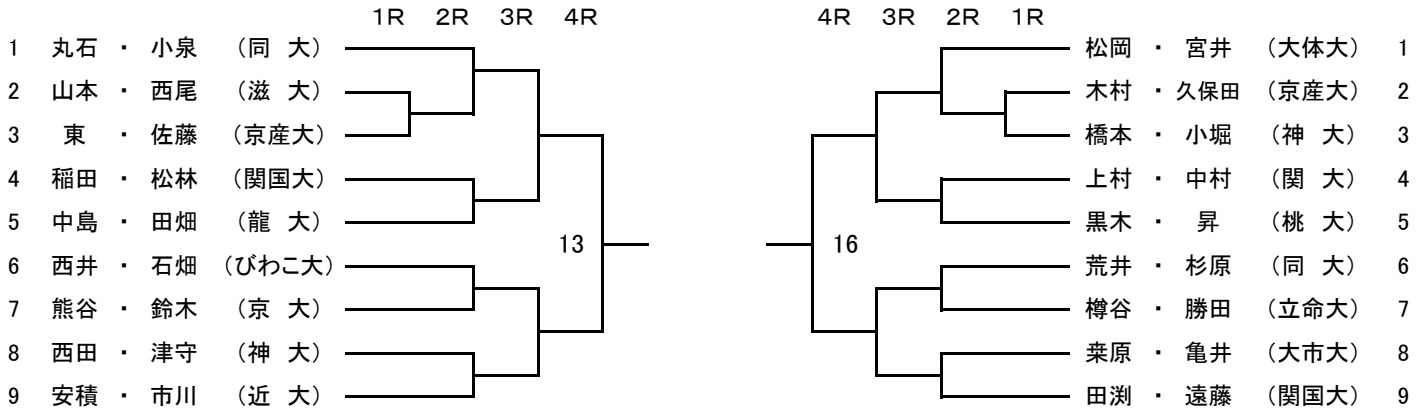 1R 2R 3R 4R
1 丸石 ・ 小泉 (同 大)
2 山本 ・ 西尾 (滋 大)
3 東 ・ 佐藤 (京産大)
4 稲田 ・ 松林 (関国大)
5 中島 ・ 田畑 (龍 大)
13
6 西井 ・ 石畑 (びわこ大)
7 熊谷 ・ 鈴木 (京 大)
8 西田 ・ 津守 (神 大)
9 安積 ・ 市川 (近 大)
4R 3R 2R 1R
松岡 ・ 宮井 (大体大) 1
木村 ・ 久保田 (京産大) 2
橋本 ・ 小堀 (神 大) 3
上村 ・ 中村 (関 大) 4
黒木 ・ 昇 (桃 大) 5
16
荒井 ・ 杉原 (同 大) 6
樽谷 ・ 勝田 (立命大) 7
桒原 ・ 亀井 (大市大) 8
田渕 ・ 遠藤 (関国大) 9